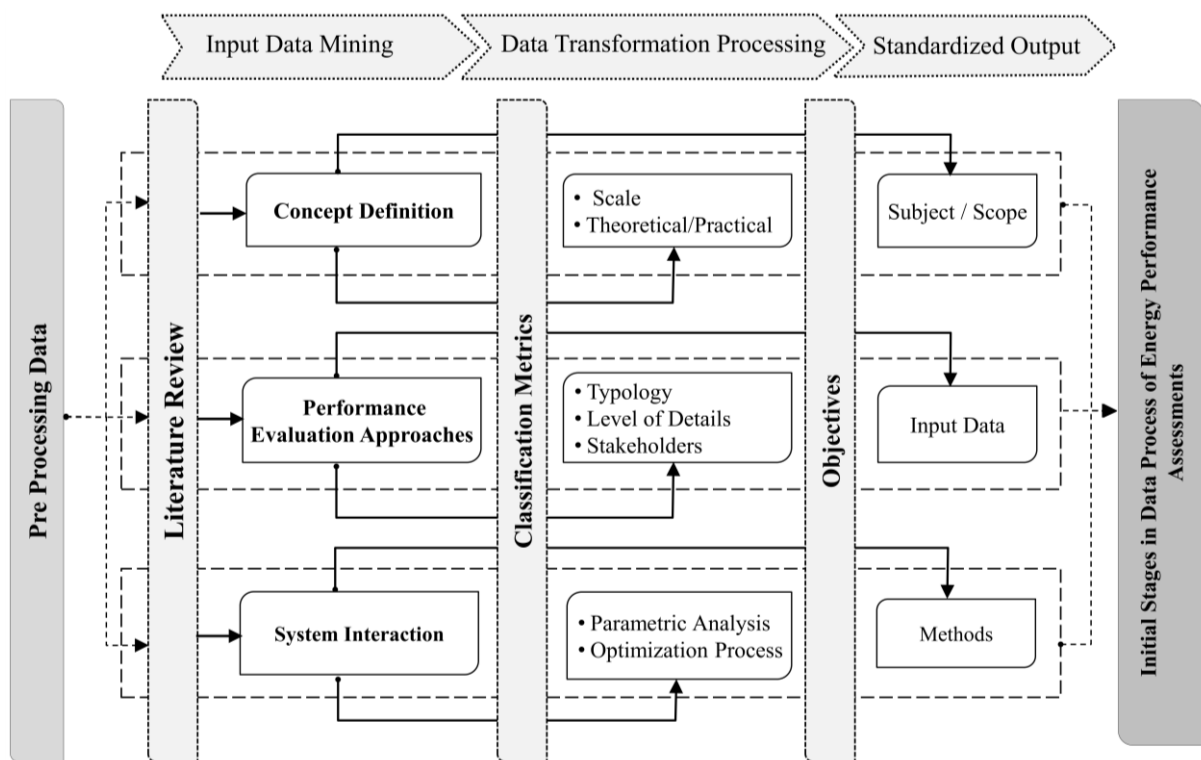 Input Data Mining
Data Transformation Processing
Standardized Output
Pre Processing Data
Literature Review
Classification Metrics
Objectives
Initial Stages in Data Process of Energy Performance
Assessments
Concept Definition
• Scale
• Theoretical/Practical
Subject / Scope
Performance
Evaluation Approaches
• Typology
• Level of Details
• Stakeholders
Input Data
System Interaction
• Parametric Analysis
• Optimization Process
Methods